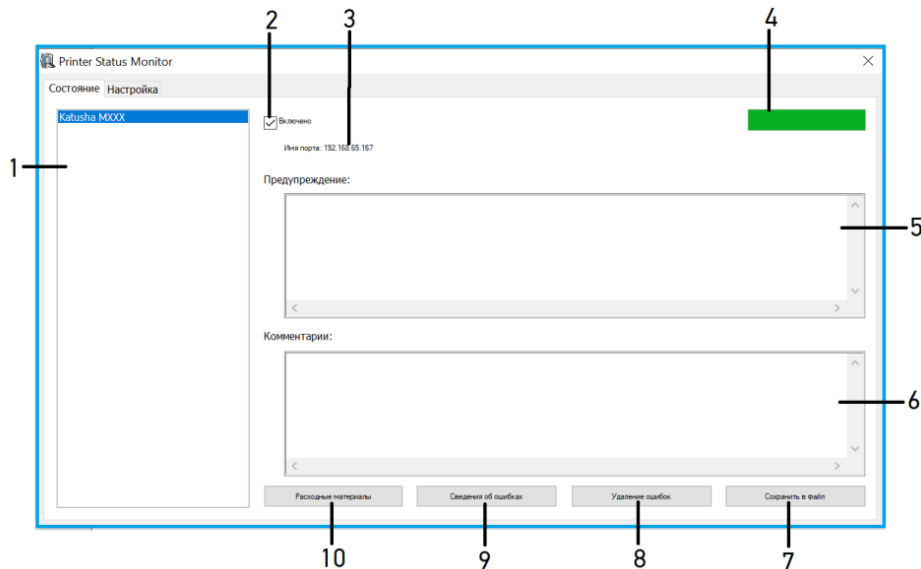 2
3
4
Printer Status Monitor
Состояние Настройка
Katusha MXXX
Включено
Имя порта: 192.168.65.167
1
Предупреждение:
5
Комментарии:
6
Расходные материалы Сведения об ошибках Удаление ошибок Сохранить в файл
10
9
8
7